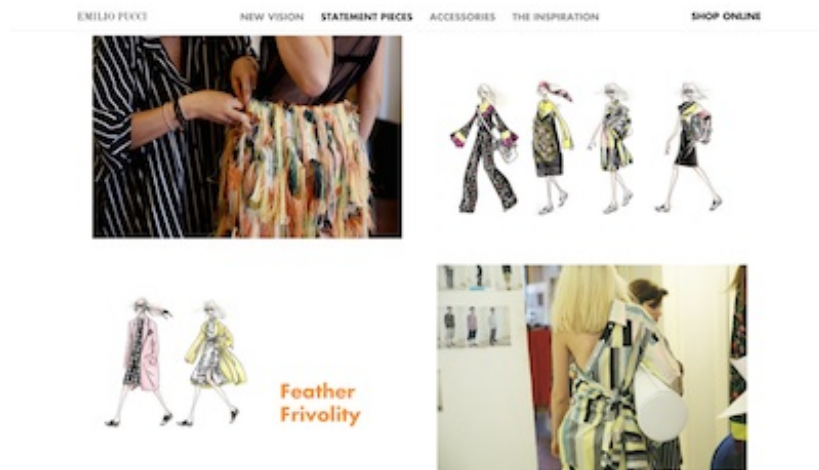 EMILIO PUCCI NEW VISION STATEMENT PIECES ACCESSORIES THE INSPIRATION SHOP ONLINE
Feather
Frivolity